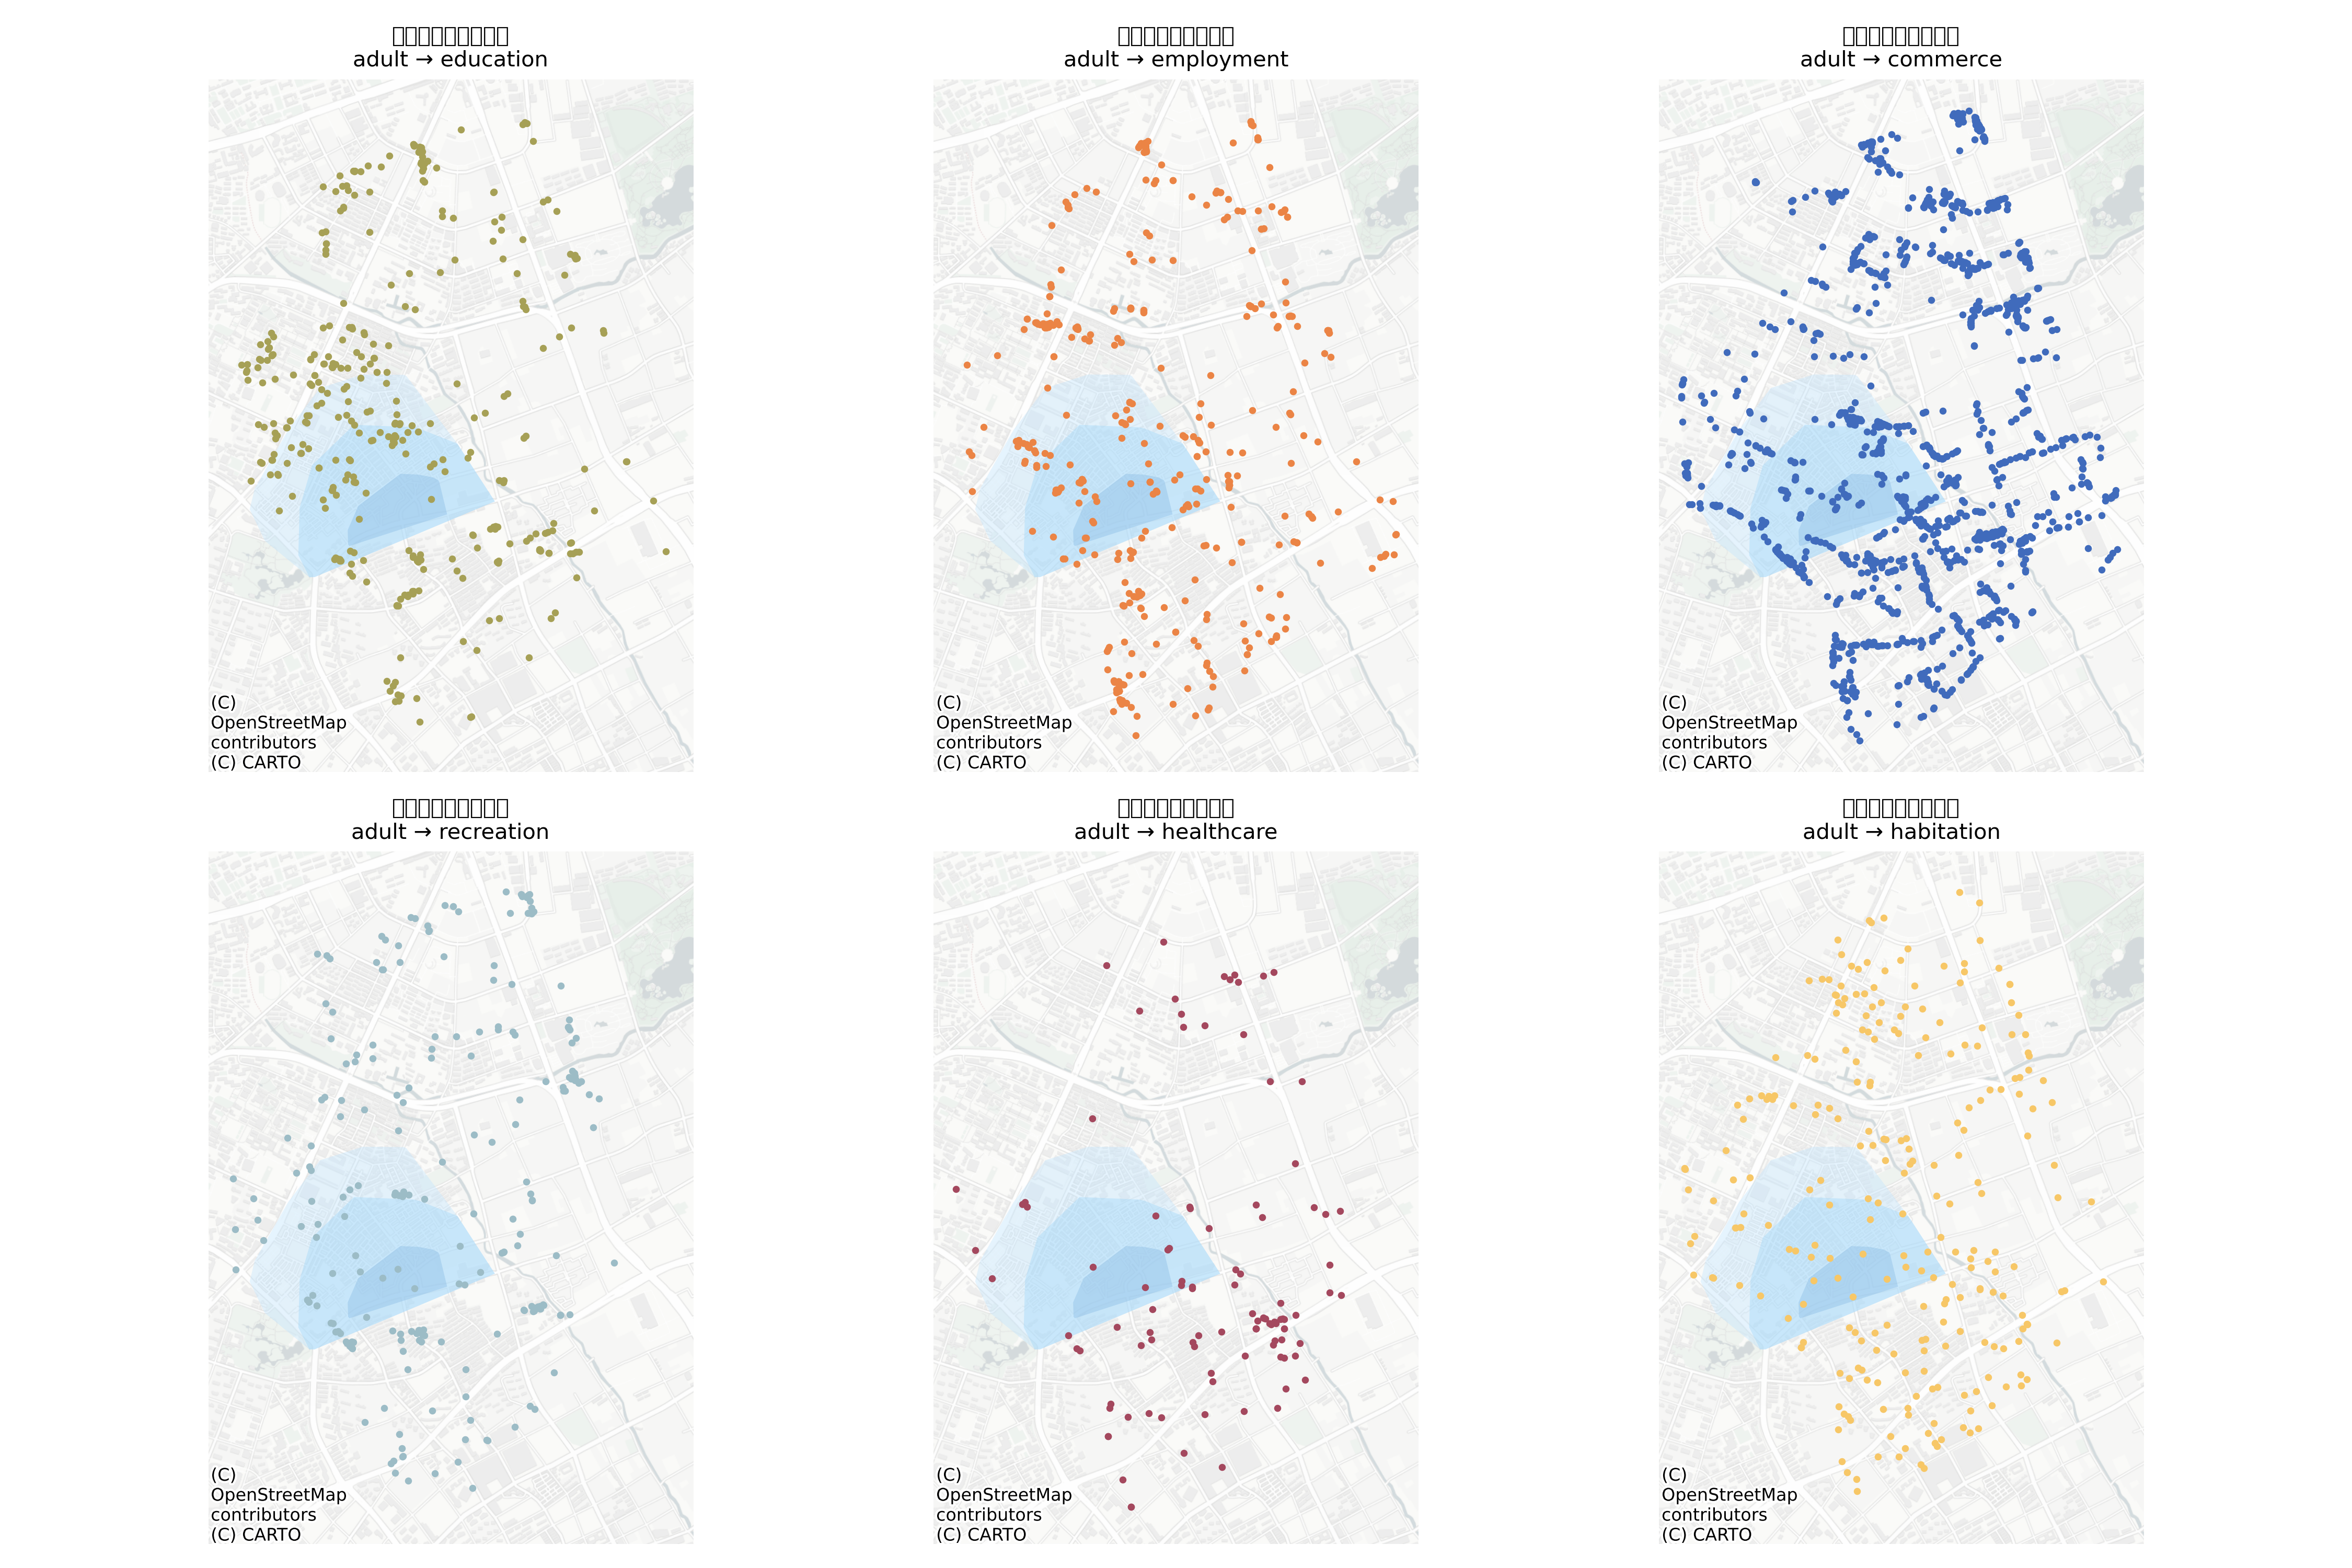 adult → education
adult → employment
adult → commerce
(C)
OpenStreetMap
contributors
(C) CARTO
(C)
OpenStreetMap
contributors
(C) CARTO
(C)
OpenStreetMap
contributors
(C) CARTO
adult → recreation
adult → healthcare
adult → habitation
(C)
OpenStreetMap
contributors
(C) CARTO
(C)
OpenStreetMap
contributors
(C) CARTO
(C)
OpenStreetMap
contributors
(C) CARTO